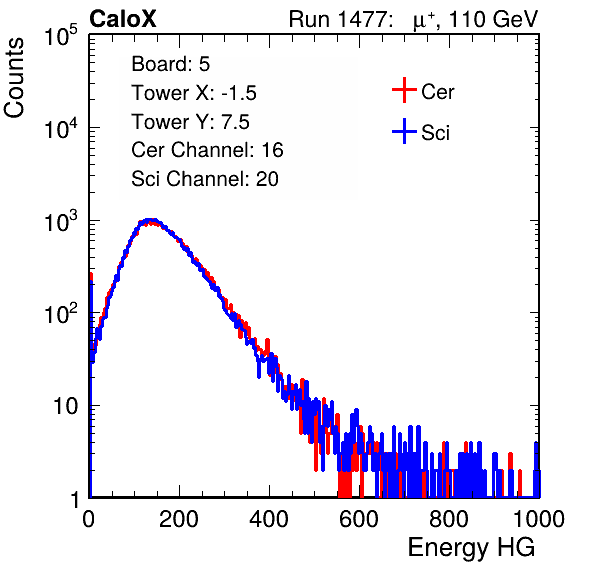 CaloX Run 1477: μ⁺, 110 GeV
Counts
10⁵
10⁴
10³
10²
10
1
Board: 5
Tower X: -1.5
Tower Y: 7.5
Cer Channel: 16
Sci Channel: 20
Cer
Sci
0 200 400 600 800 1000
Energy HG